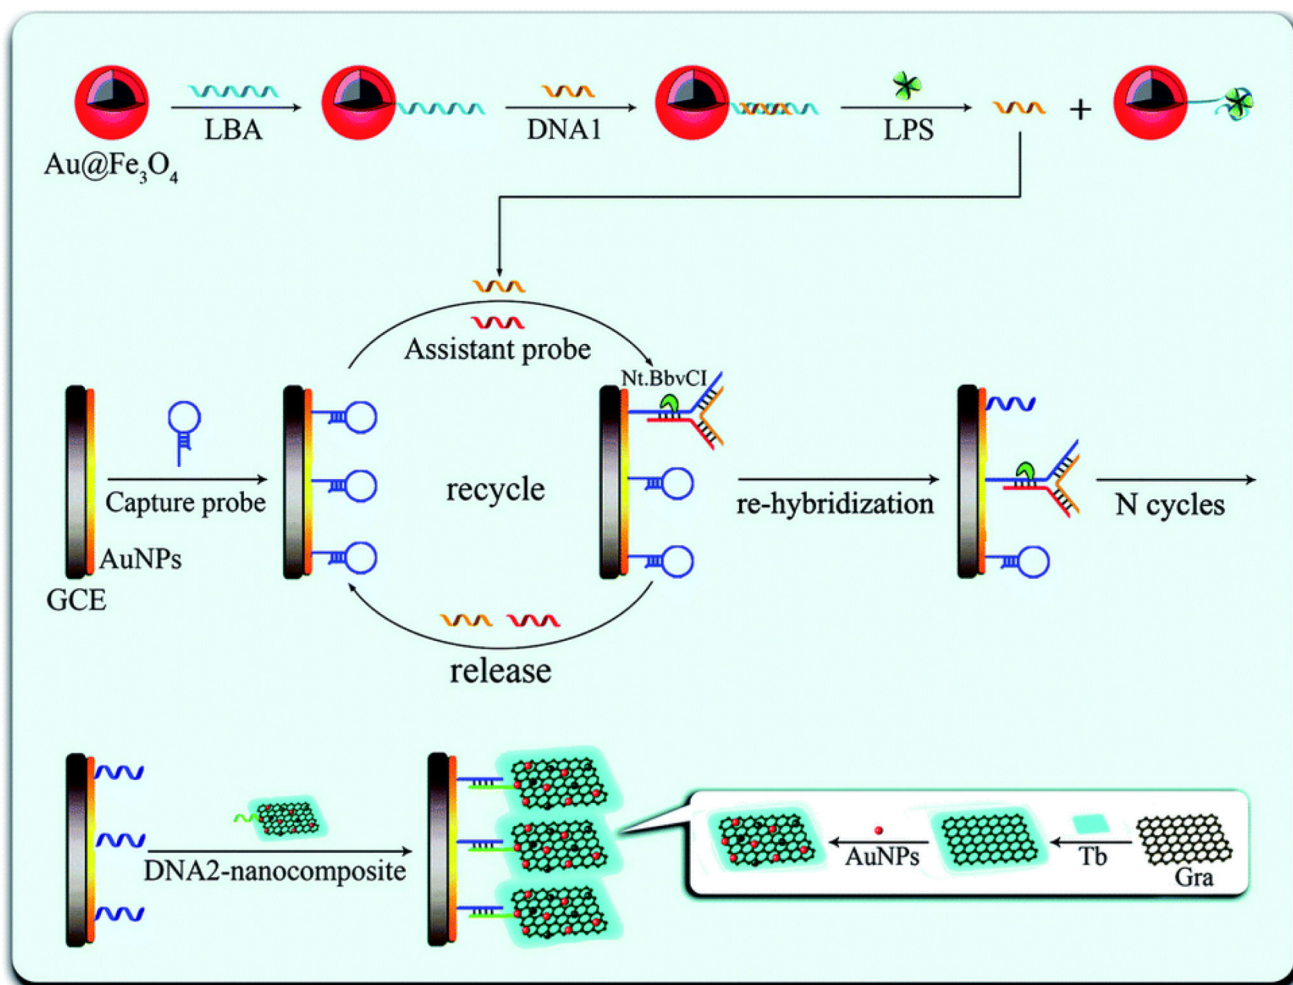 LBA
DNA1
LPS
+
Au@Fe₃O₄
Assistant probe
Nt.BbvCI
Capture probe
recycle
re-hybridization
N cycles
AuNPs
GCE
release
DNA2-nanocomposite
AuNPs
Tb
Gra